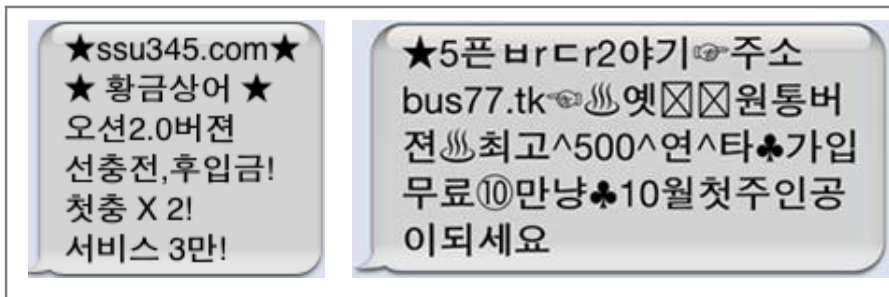 ★ssu345.com★
★ 황금상어 ★
오션2.0버젼
선충전,후입금!
첫충 X 2!
서비스 3만!
★5픈ㅂrㄷr2야기☞주소
bus77.tk☜♨옛☒☒원통버
젼♨최고^500^연^타♣가입
무료⑩만냥♣10월첫주인공
이되세요